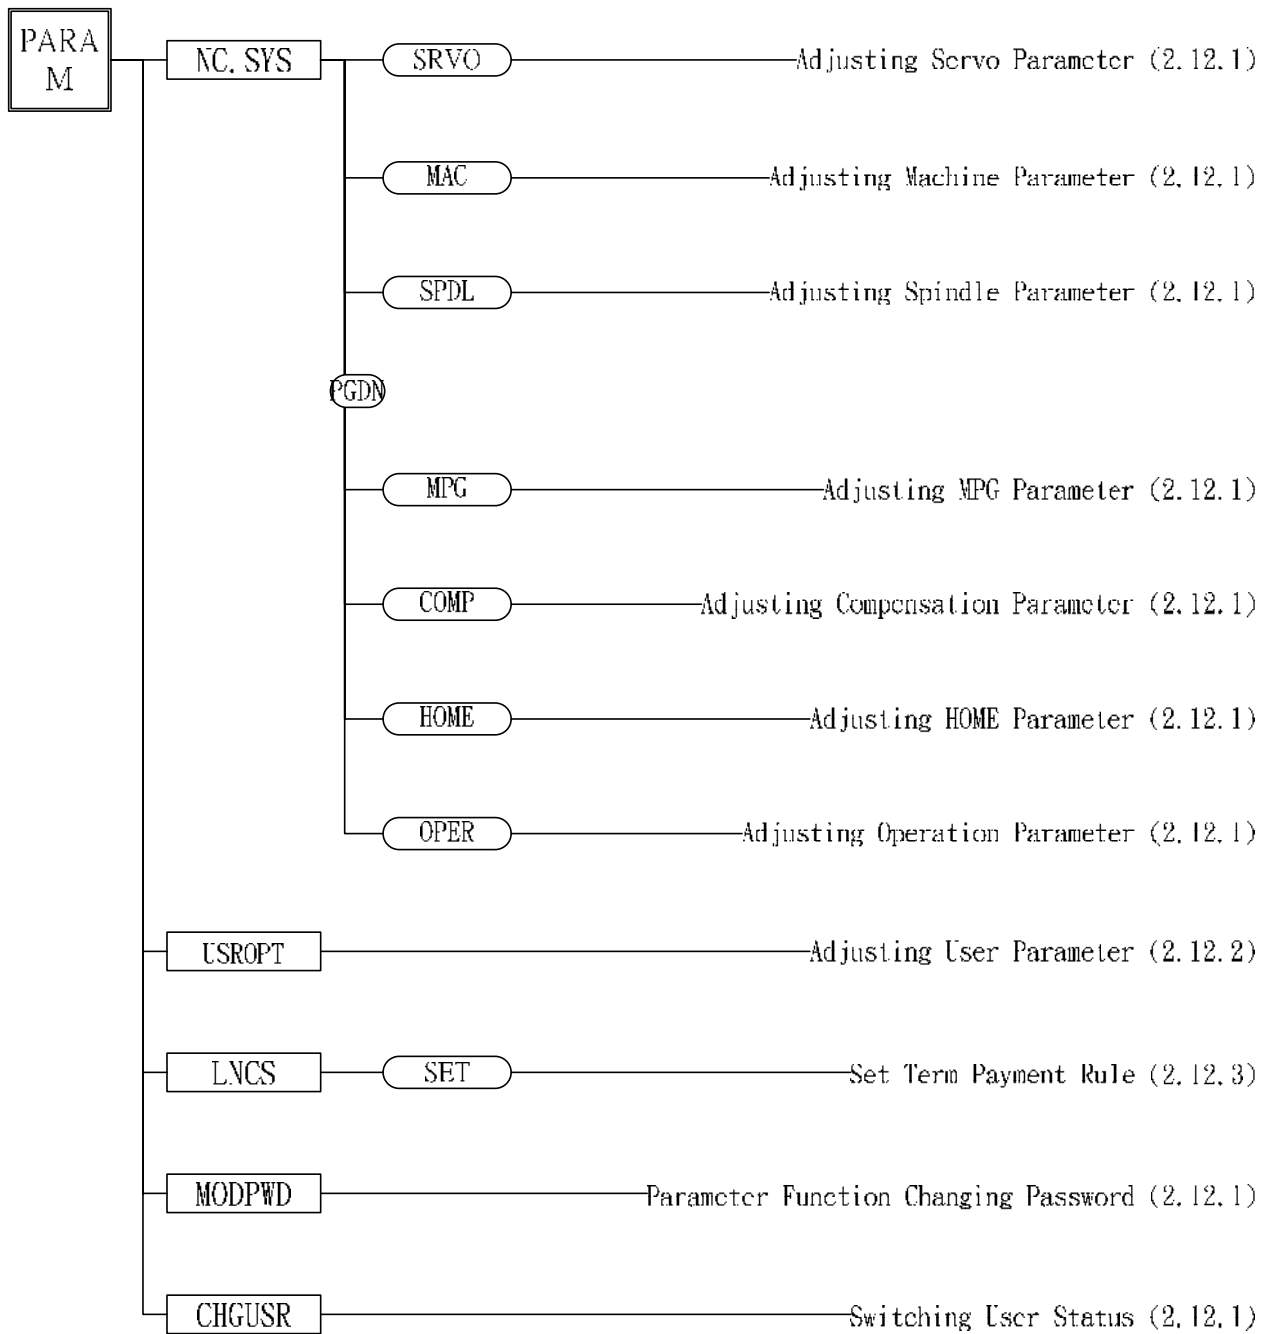 PARA
M
NC. SYS
SRVO
Adjusting Servo Parameter (2.12.1)
MAC
Adjusting Machine Parameter (2.12.1)
SPDL
Adjusting Spindle Parameter (2.12.1)
PGDN
MPG
Adjusting MPG Parameter (2.12.1)
COMP
Adjusting Compensation Parameter (2.12.1)
HOME
Adjusting HOME Parameter (2.12.1)
OPER
Adjusting Operation Parameter (2.12.1)
USROPT
Adjusting User Parameter (2.12.2)
LNCS
SET
Set Term Payment Rule (2.12.3)
MODPWD
Parameter Function Changing Password (2.12.1)
CHGUSR
Switching User Status (2.12.1)